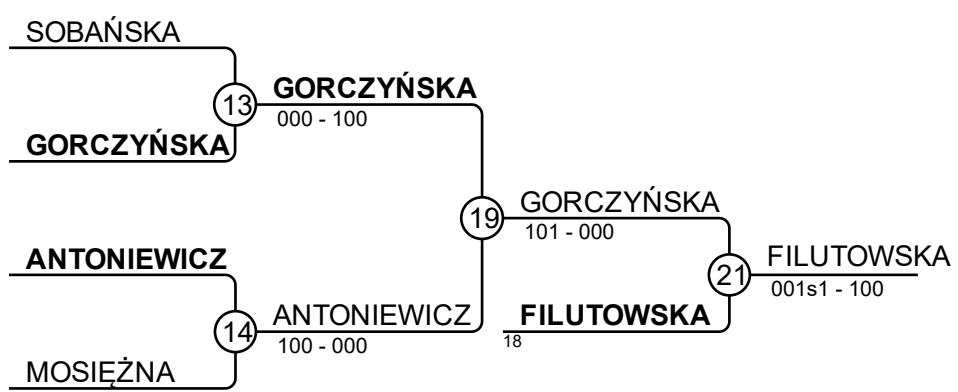 SOBAŃSKA
13
GORCZYŃSKA
000 - 100
GORCZYŃSKA
19
GORCZYŃSKA
101 - 000
ANTONIEWICZ
21
FILUTOWSKA
001s1 - 100
14
ANTONIEWICZ
100 - 000
FILUTOWSKA
18
MOSIĘŻNA